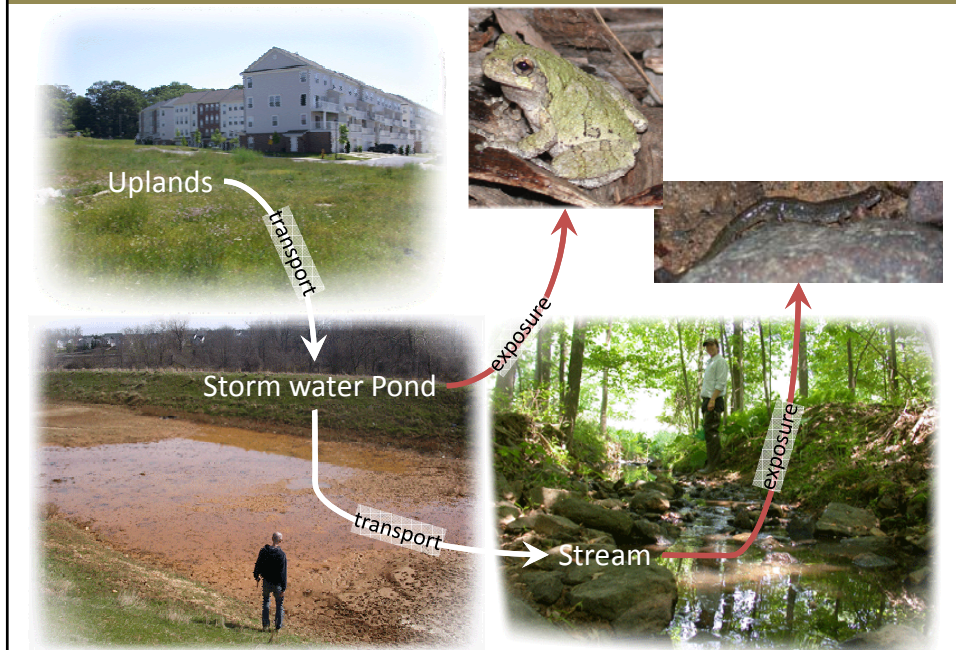 Uplands
transport
exposure
Storm water Pond
exposure
transport
Stream